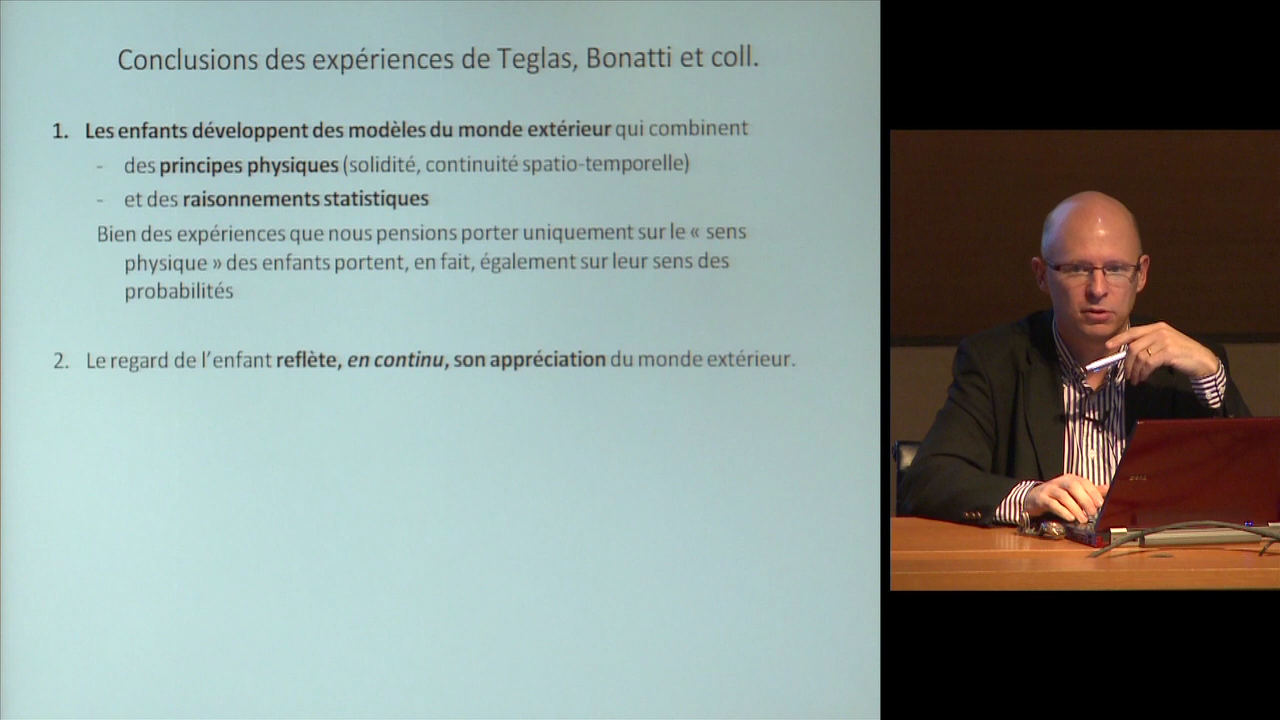 Conclusions des expériences de Teglas, Bonatti et coll.
1. Les enfants développent des modèles du monde extérieur qui combinent
- des principes physiques (solidité, continuité spatio-temporelle)
- et des raisonnements statistiques
Bien des expériences que nous pensions porter uniquement sur le « sens
physique » des enfants portent, en fait, également sur leur sens des
probabilités
2. Le regard de l'enfant reflète, en continu, son appréciation du monde extérieur.
DELL